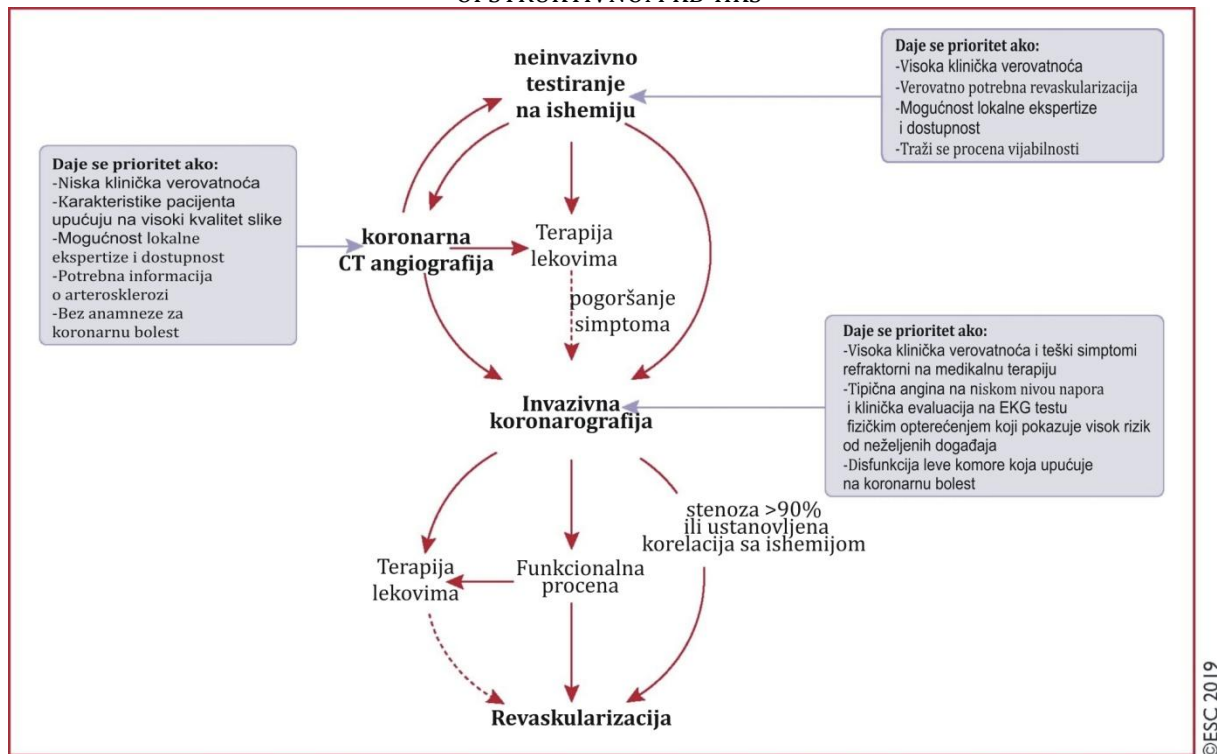 neinvazivno
testiranje
na ishemiju
Daje se prioritet ako:
-Visoka klinička verovatnoća
-Verovatno potrebna revaskularizacija
-Mogućnost lokalne ekspertize
i dostupnost
-Traži se procena vijabilnosti
Daje se prioritet ako:
-Niska klinička verovatnoća
-Karakteristike pacijenta
upućuju na visoki kvalitet slike
-Mogućnost lokalne
ekspertize i dostupnost
-Potrebna informacija
o arterosklerozi
-Bez anamneze za
koronarnu bolest
koronarna
CT angiografija
Terapija
lekovima
pogoršanje
simptoma
Daje se prioritet ako:
-Visoka klinička verovatnoća i teški simptomi
refraktorni na medikalnu terapiju
-Tipična angina na niskom nivou napora
i klinička evaluacija na EKG testu
fizičkim opterećenjem koji pokazuje visok rizik
od neželjenih događaja
-Disfunkcija leve komore koja upućuje
na koronarnu bolest
Invazivna
koronarografija
stenoza >90%
ili ustanovljena
korelacija sa ishemijom
Terapija
lekovima
Funkcionalna
procena
Revaskularizacija
©ESC 2019